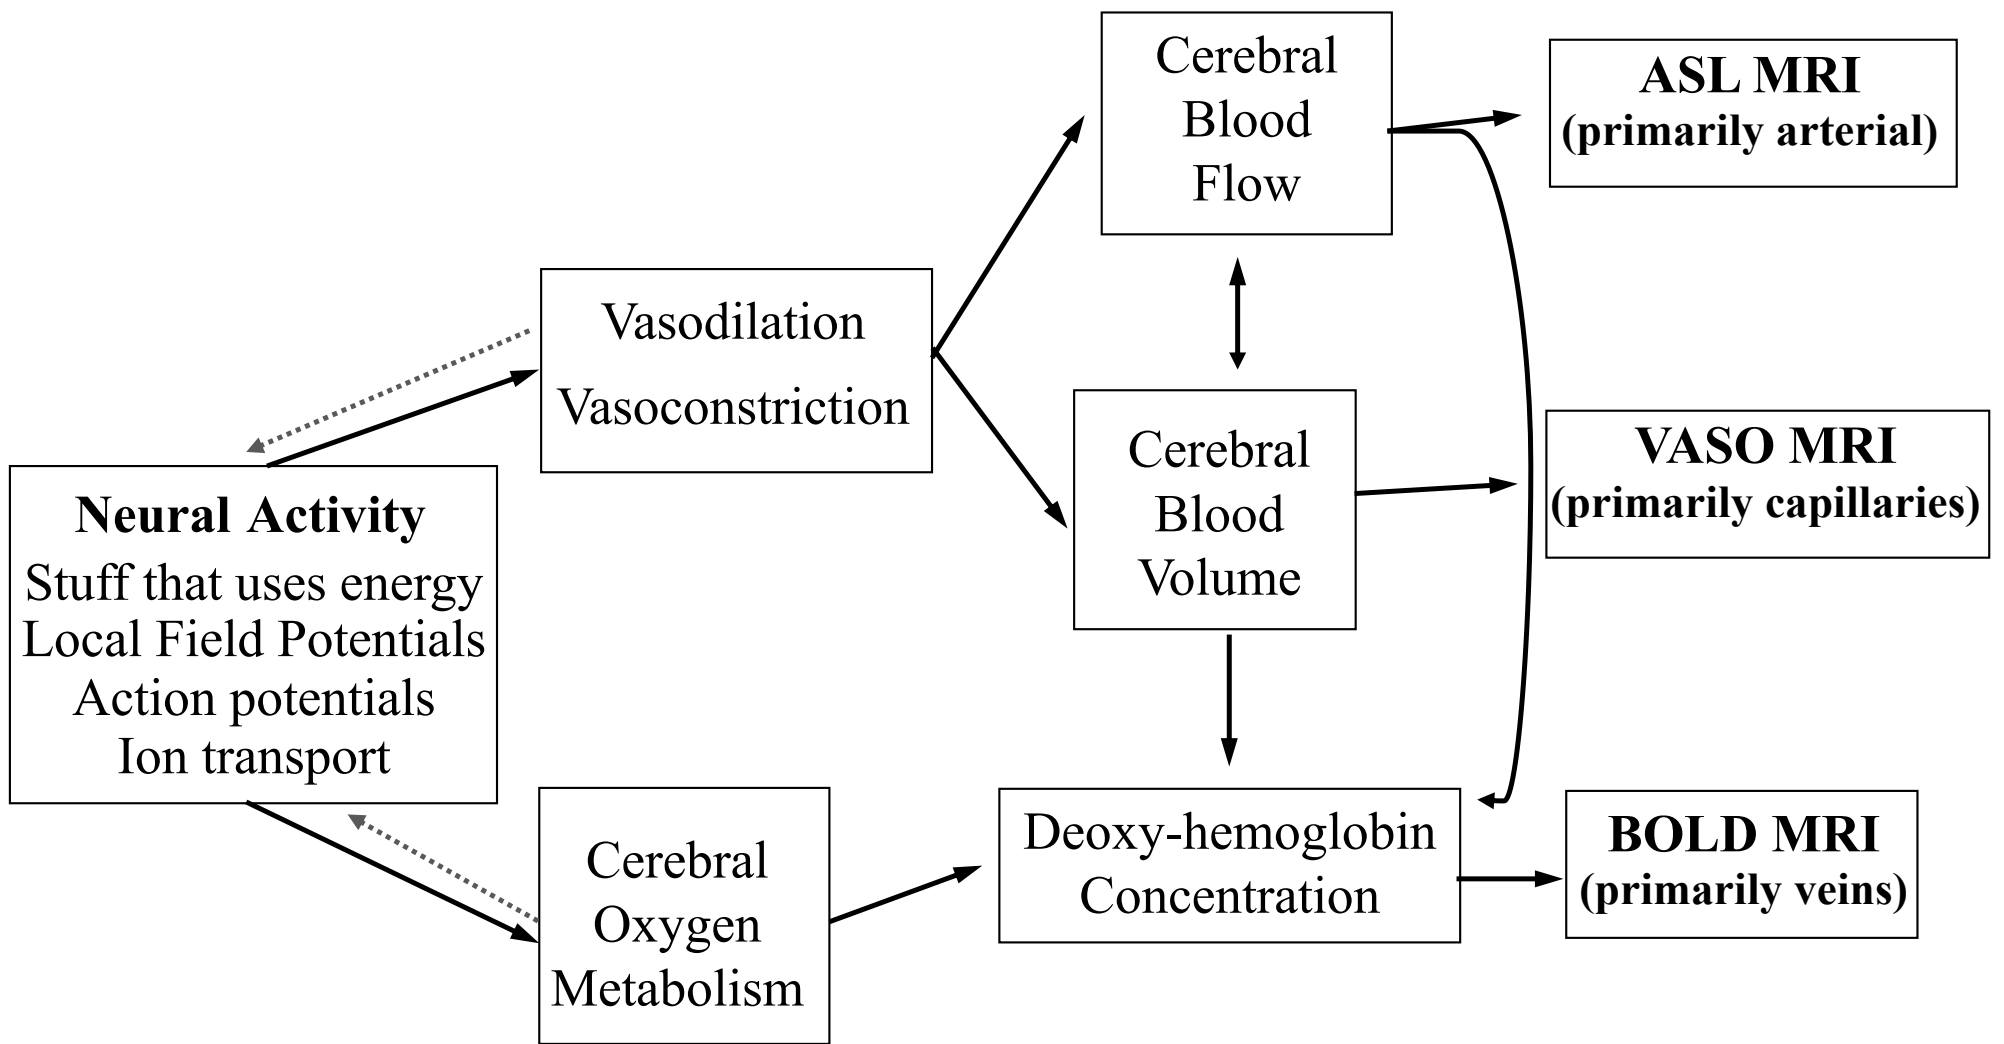 Cerebral
Blood
Flow
ASL MRI
(primarily arterial)
Vasodilation
Vasoconstriction
Cerebral
Blood
Volume
VASO MRI
(primarily capillaries)
Neural Activity
Stuff that uses energy
Local Field Potentials
Action potentials
Ion transport
Cerebral
Oxygen
Metabolism
Deoxy-hemoglobin
Concentration
BOLD MRI
(primarily veins)